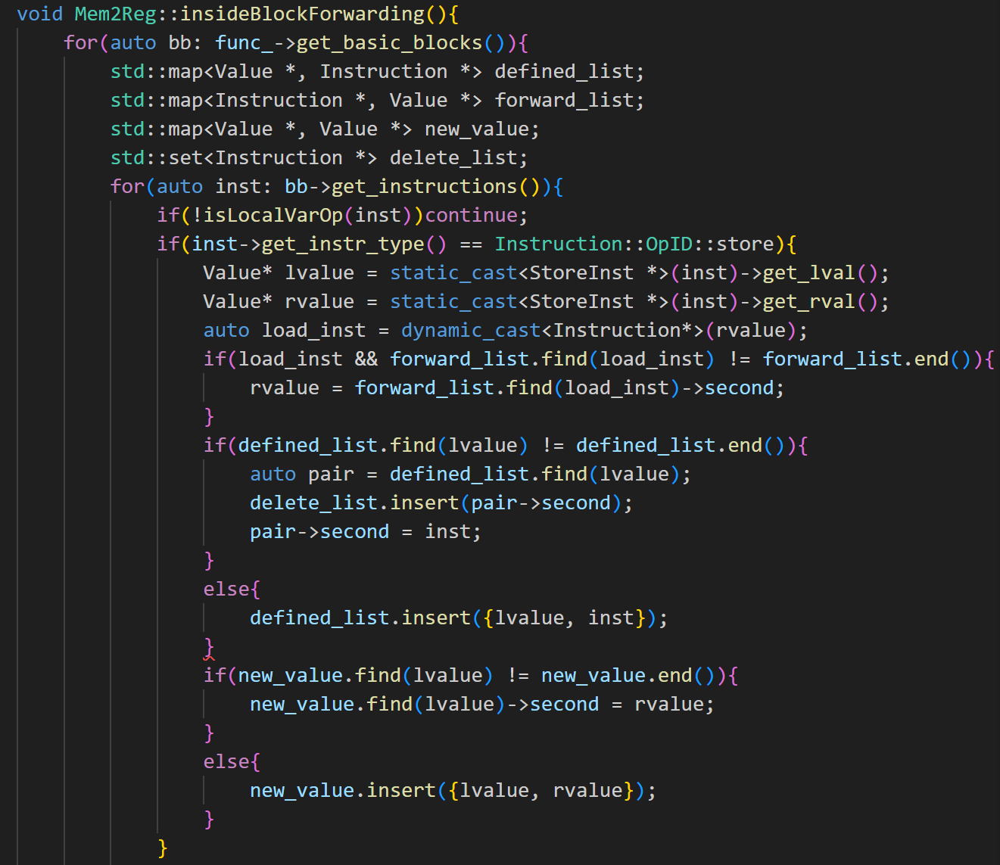 void Mem2Reg::insideBlockForwarding(){
    for(auto bb: func_->get_basic_blocks()){
        std::map<Value *, Instruction *> defined_list;
        std::map<Instruction *, Value *> forward_list;
        std::map<Value *, Value *> new_value;
        std::set<Instruction *> delete_list;
        for(auto inst: bb->get_instructions()){
            if(!isLocalVarOp(inst))continue;
            if(inst->get_instr_type() == Instruction::OpID::store){
                Value* lvalue = static_cast<StoreInst *>(inst)->get_lval();
                Value* rvalue = static_cast<StoreInst *>(inst)->get_rval();
                auto load_inst = dynamic_cast<Instruction*>(rvalue);
                if(load_inst && forward_list.find(load_inst) != forward_list.end()){
                    rvalue = forward_list.find(load_inst)->second;
                }
                if(defined_list.find(lvalue) != defined_list.end()){
                    auto pair = defined_list.find(lvalue);
                    delete_list.insert(pair->second);
                    pair->second = inst;
                }
                else{
                    defined_list.insert({lvalue, inst});
                }
                if(new_value.find(lvalue) != new_value.end()){
                    new_value.find(lvalue)->second = rvalue;
                }
                else{
                    new_value.insert({lvalue, rvalue});
                }
            }